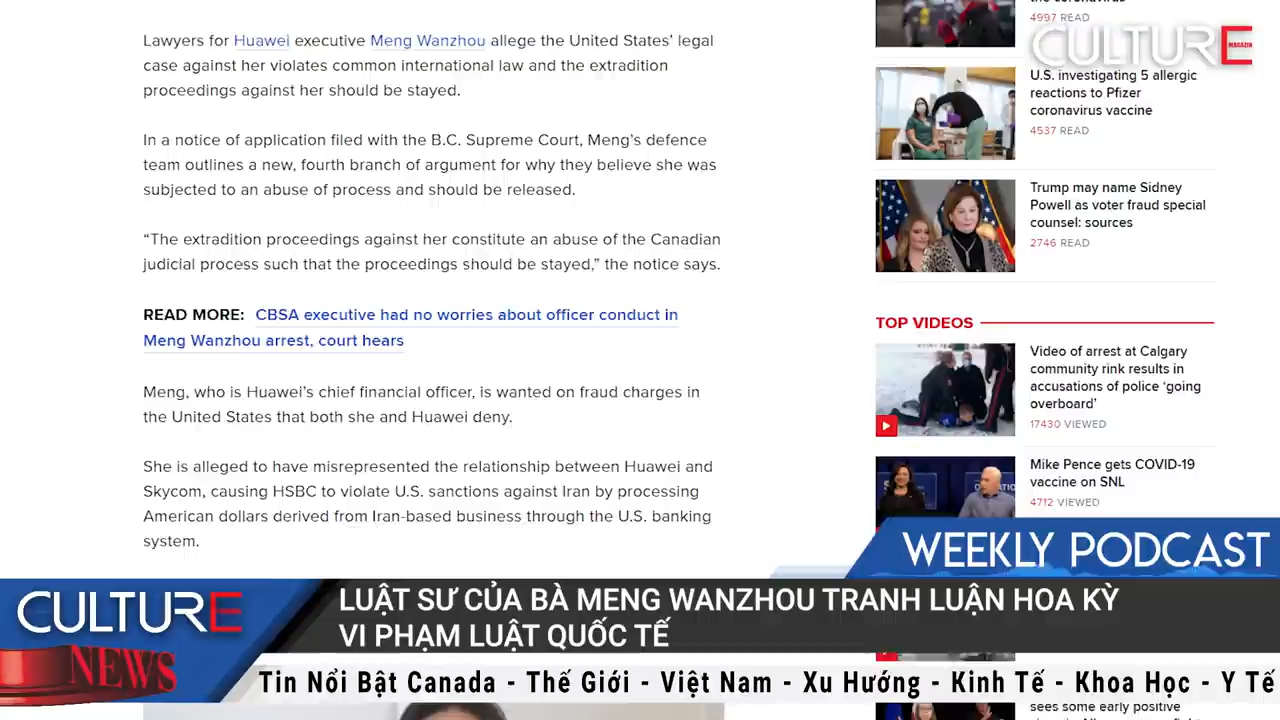 Lawyers for Huawei executive Meng Wanzhou allege the United States’ legal
case against her violates common international law and the extradition
proceedings against her should be stayed.
In a notice of application filed with the B.C. Supreme Court, Meng’s defence
team outlines a new, fourth branch of argument for why they believe she was
subjected to an abuse of process and should be released.
“The extradition proceedings against her constitute an abuse of the Canadian
judicial process such that the proceedings should be stayed,” the notice says.
READ MORE: CBSA executive had no worries about officer conduct in
Meng Wanzhou arrest, court hears
Meng, who is Huawei’s chief financial officer, is wanted on fraud charges in
the United States that both she and Huawei deny.
She is alleged to have misrepresented the relationship between Huawei and
Skycom, causing HSBC to violate U.S. sanctions against Iran by processing
American dollars derived from Iran-based business through the U.S. banking
system.
4997 READ
CULTURE
MAGAZIN
U.S. investigating 5 allergic
reactions to Pfizer
coronavirus vaccine
4537 READ
Trump may name Sidney
Powell as voter fraud special
counsel: sources
2746 READ
TOP VIDEOS
Video of arrest at Calgary
community rink results in
accusations of police ‘going
overboard’
17430 VIEWED
Mike Pence gets COVID-19
vaccine on SNL
4712 VIEWED
WEEKLY PODCAST
CULTURE
NEWS
LUẬT SƯ CỦA BÀ MENG WANZHOU TRANH LUẬN HOA KỲ
VI PHẠM LUẬT QUỐC TẾ
Tin Nổi Bật Canada - Thế Giới - Việt Nam - Xu Hướng - Kinh Tế - Khoa Học - Y Tế
sees some early positive